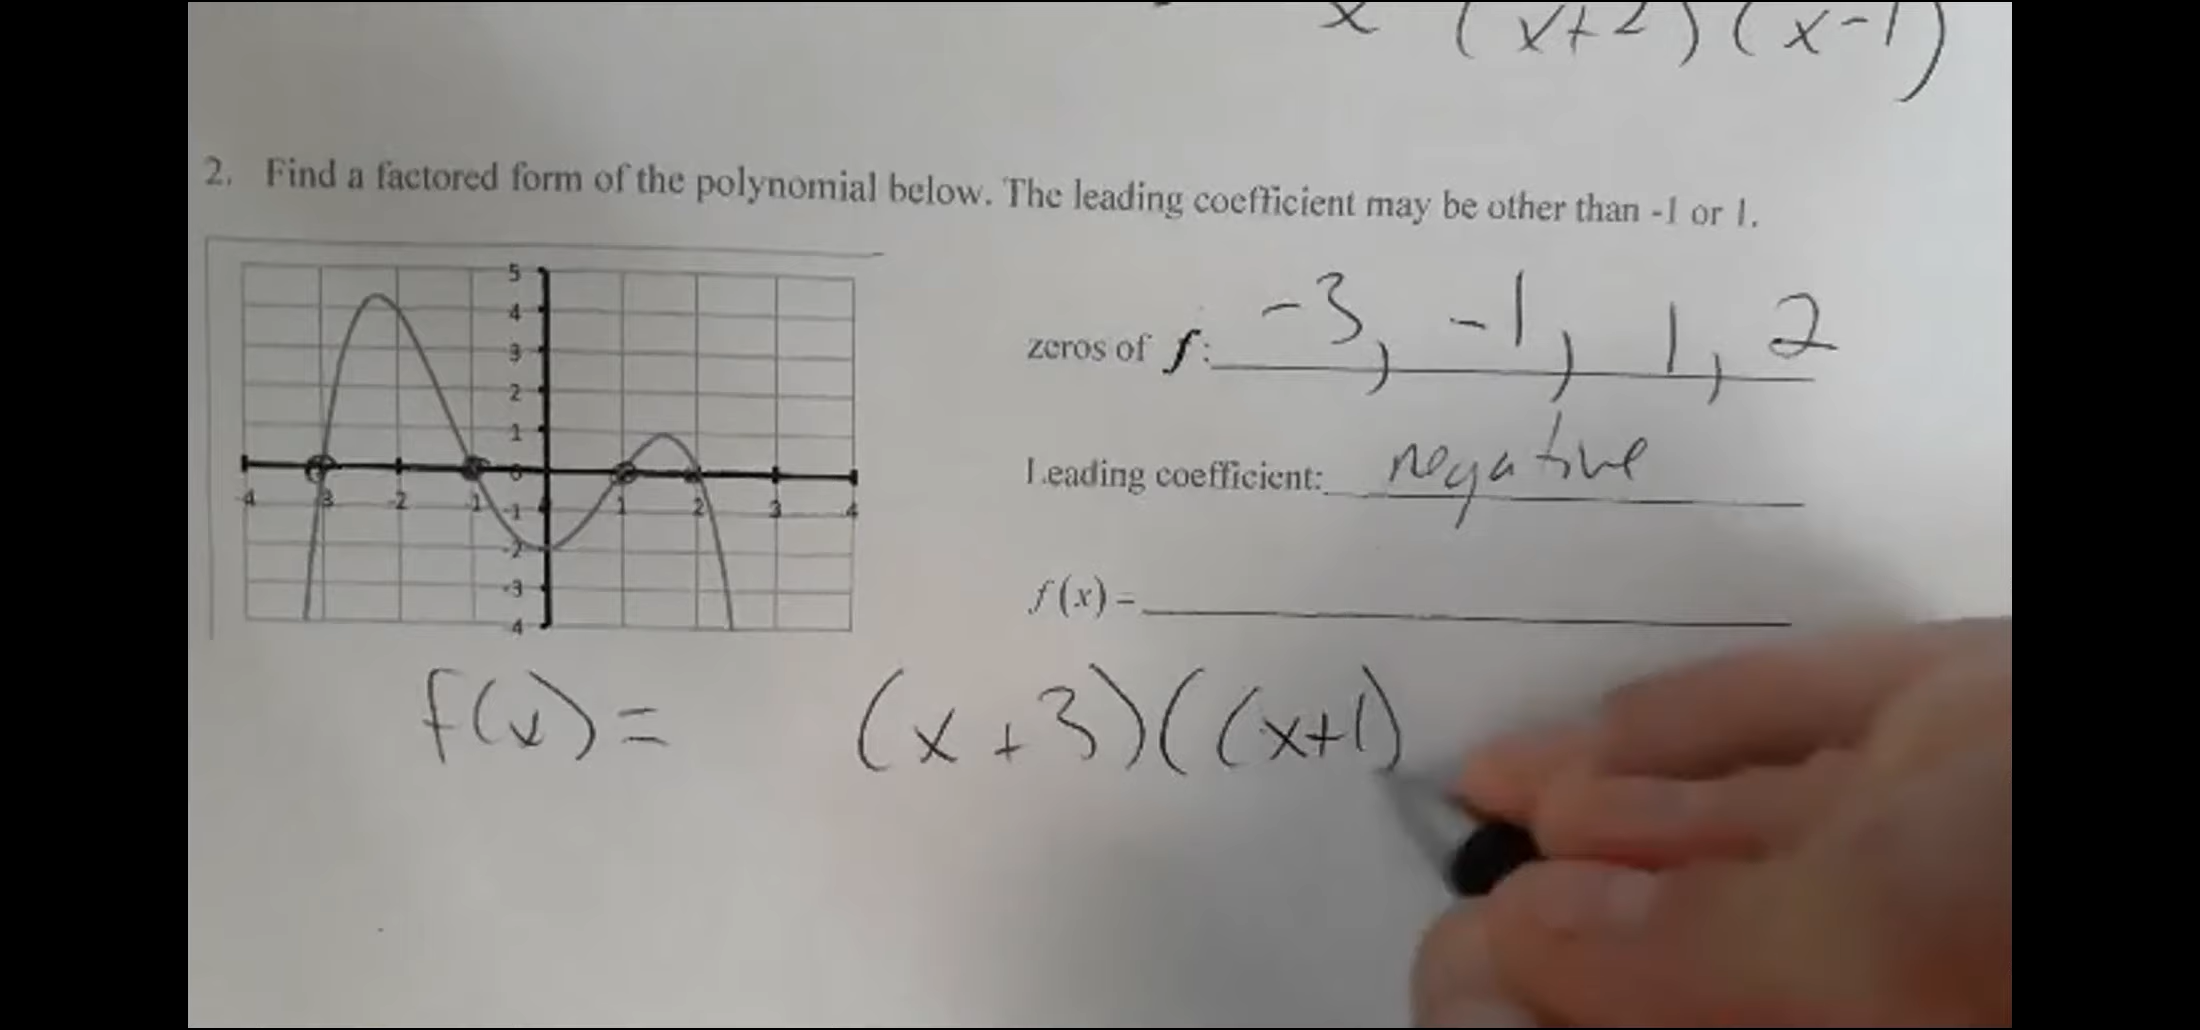 x (x+2)(x-1)
2. Find a factored form of the polynomial below. The leading coefficient may be other than -1 or 1.
5
4
3
2
1
0
-4 -3 -2 -1 1 2 3 4
-1
-2
-3
-4
zeros of f: -3, -1, 1, 2
Leading coefficient: negative
f(x) =
f(x) = (x+3)((x+1)